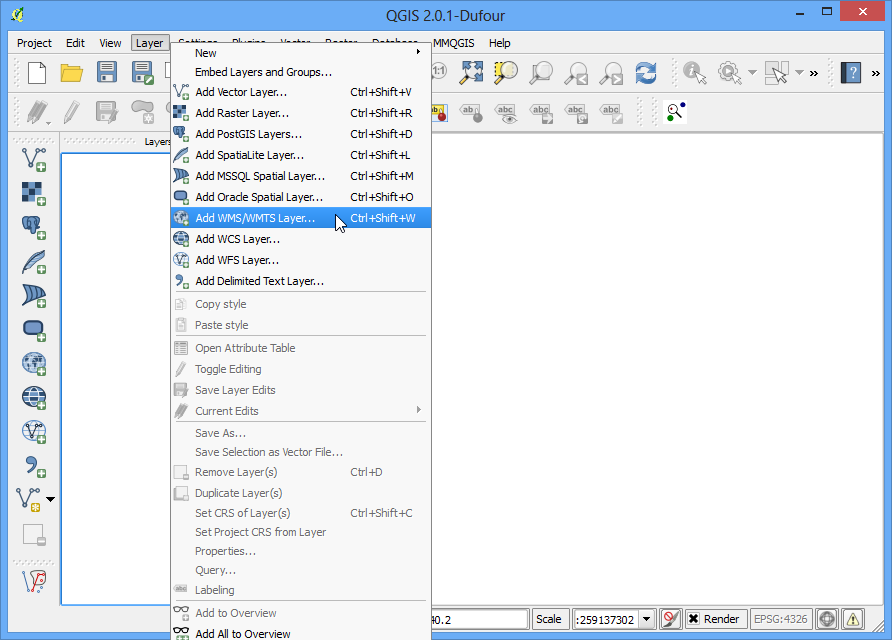 QGIS 2.0.1-Dufour
Project Edit View Layer Settings Plugins Vector Raster Database MMQGIS Help
New
Embed Layers and Groups...
Add Vector Layer... Ctrl+Shift+V
Add Raster Layer... Ctrl+Shift+R
Add PostGIS Layers... Ctrl+Shift+D
Add SpatiaLite Layer... Ctrl+Shift+L
Add MSSQL Spatial Layer... Ctrl+Shift+M
Add Oracle Spatial Layer... Ctrl+Shift+O
Add WMS/WMTS Layer... Ctrl+Shift+W
Add WCS Layer...
Add WFS Layer...
Add Delimited Text Layer...
Copy style
Paste style
Open Attribute Table
Toggle Editing
Save Layer Edits
Current Edits
Save As...
Save Selection as Vector File...
Remove Layer(s) Ctrl+D
Duplicate Layer(s)
Set CRS of Layer(s) Ctrl+Shift+C
Set Project CRS from Layer
Properties...
Query...
Labeling
Add to Overview
Add All to Overview
Layers
40.2 Scale :259137302 Render EPSG:4326